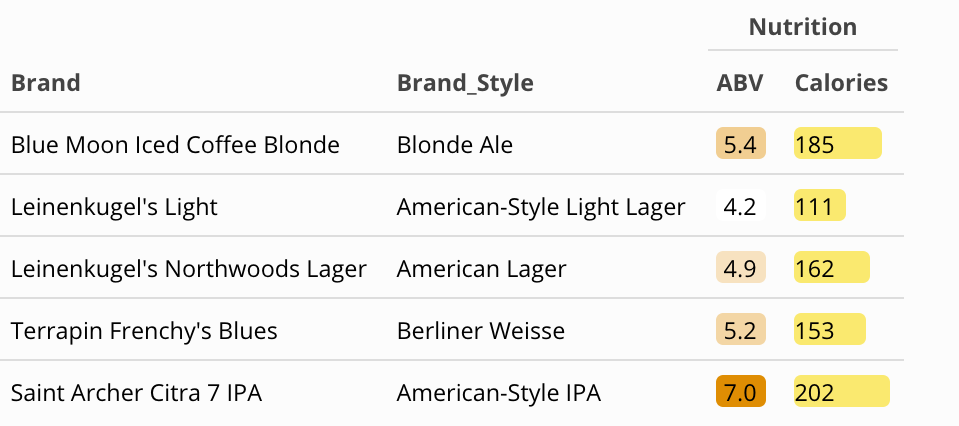 Nutrition
Brand Brand_Style ABV Calories
Blue Moon Iced Coffee Blonde Blonde Ale 5.4 185
Leinenkugel's Light American-Style Light Lager 4.2 111
Leinenkugel's Northwoods Lager American Lager 4.9 162
Terrapin Frenchy's Blues Berliner Weisse 5.2 153
Saint Archer Citra 7 IPA American-Style IPA 7.0 202